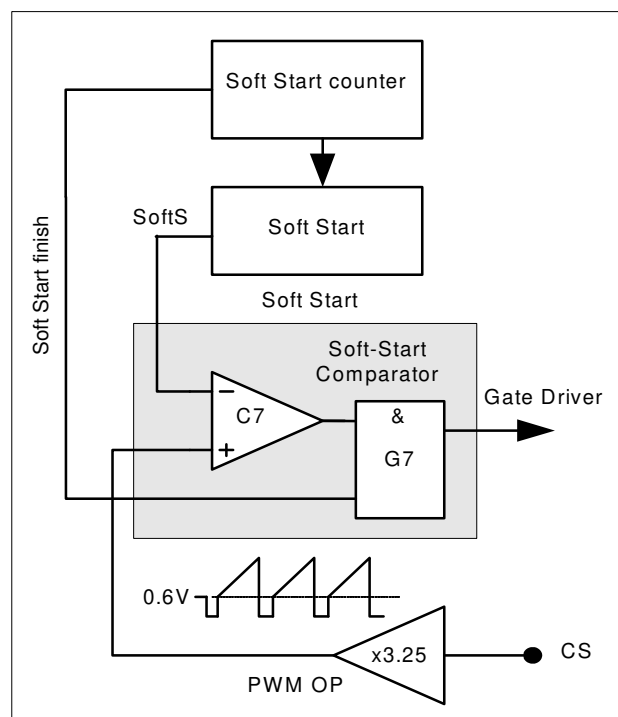 Soft Start counter
SoftS
Soft Start
Soft Start finish
Soft Start
Soft-Start
Comparator
Gate Driver
C7
&
G7
0.6V
x3.25
CS
PWM OP